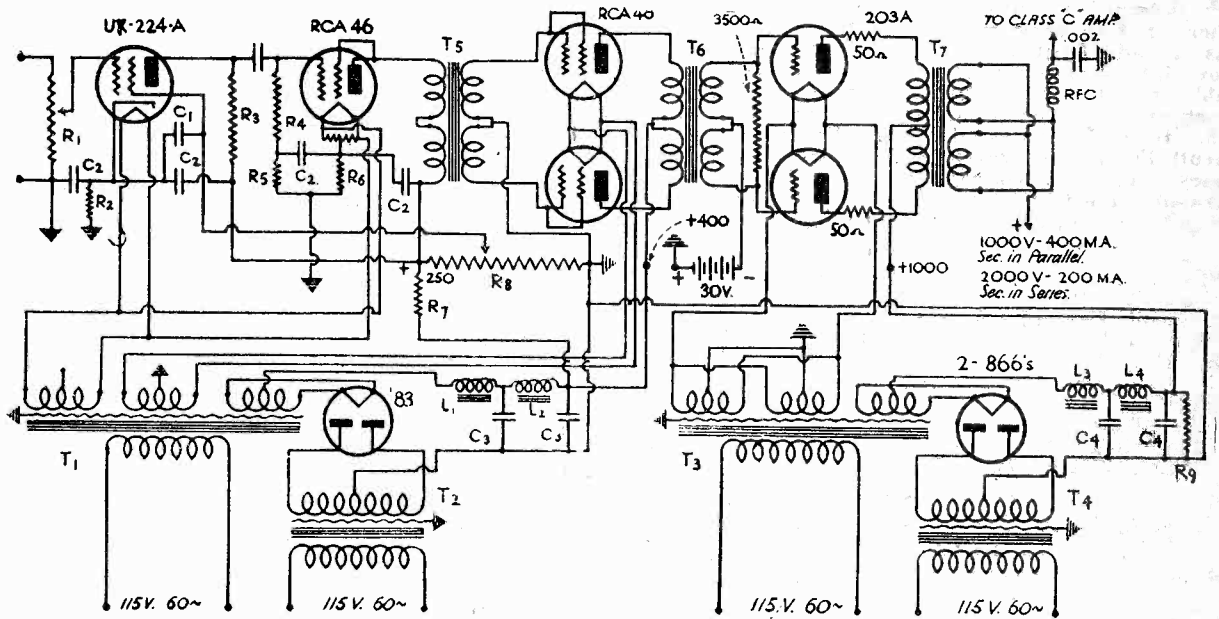 UX-224-A
RCA 46
RCA 46
3500Ω
203A
TO CLASS "C" AMP.
.002
T5
T6
50Ω
T7
RFC
R1
C1
R3
R4
C2
C2
R2
R5
C2
R6
C2
50Ω
+400
+
1000V-400MA.
Sec. in Parallel.
2000V-200MA.
Sec. in Series.
+
250
R8
+
-
30V.
+1000
R7
'83
L1
L2
2-866's
L3
L4
C3
C3
C4
C4
R9
T1
T2
T3
T4
115V. 60~
115V. 60~
115V. 60~
115V. 60~